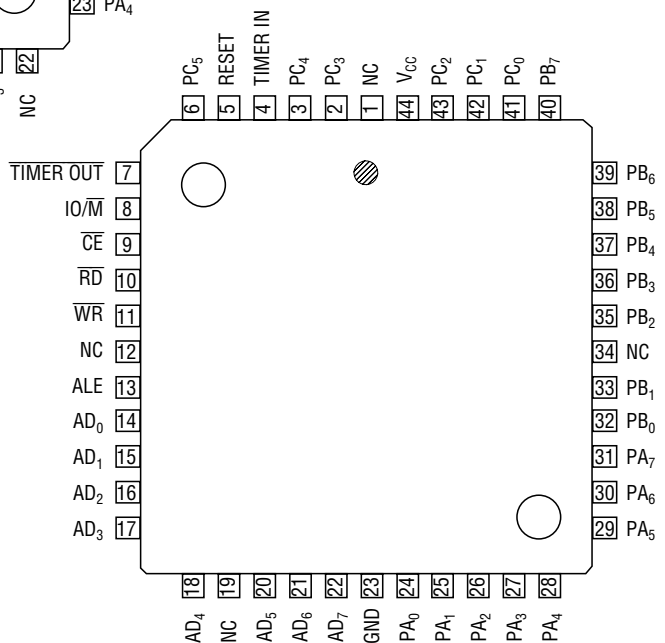 23 PA₄
22
NC
PC₅ RESET TIMER IN PC₄ PC₃ NC V_CC PC₂ PC₁ PC₀ PB₇
6 5 4 3 2 1 44 43 42 41 40
TIMER OUT 7 39 PB₆
IO/M 8 38 PB₅
CE 9 37 PB₄
RD 10 36 PB₃
WR 11 35 PB₂
NC 12 34 NC
ALE 13 33 PB₁
AD₀ 14 32 PB₀
AD₁ 15 31 PA₇
AD₂ 16 30 PA₆
AD₃ 17 29 PA₅
18 19 20 21 22 23 24 25 26 27 28
AD₄ NC AD₅ AD₆ AD₇ GND PA₀ PA₁ PA₂ PA₃ PA₄